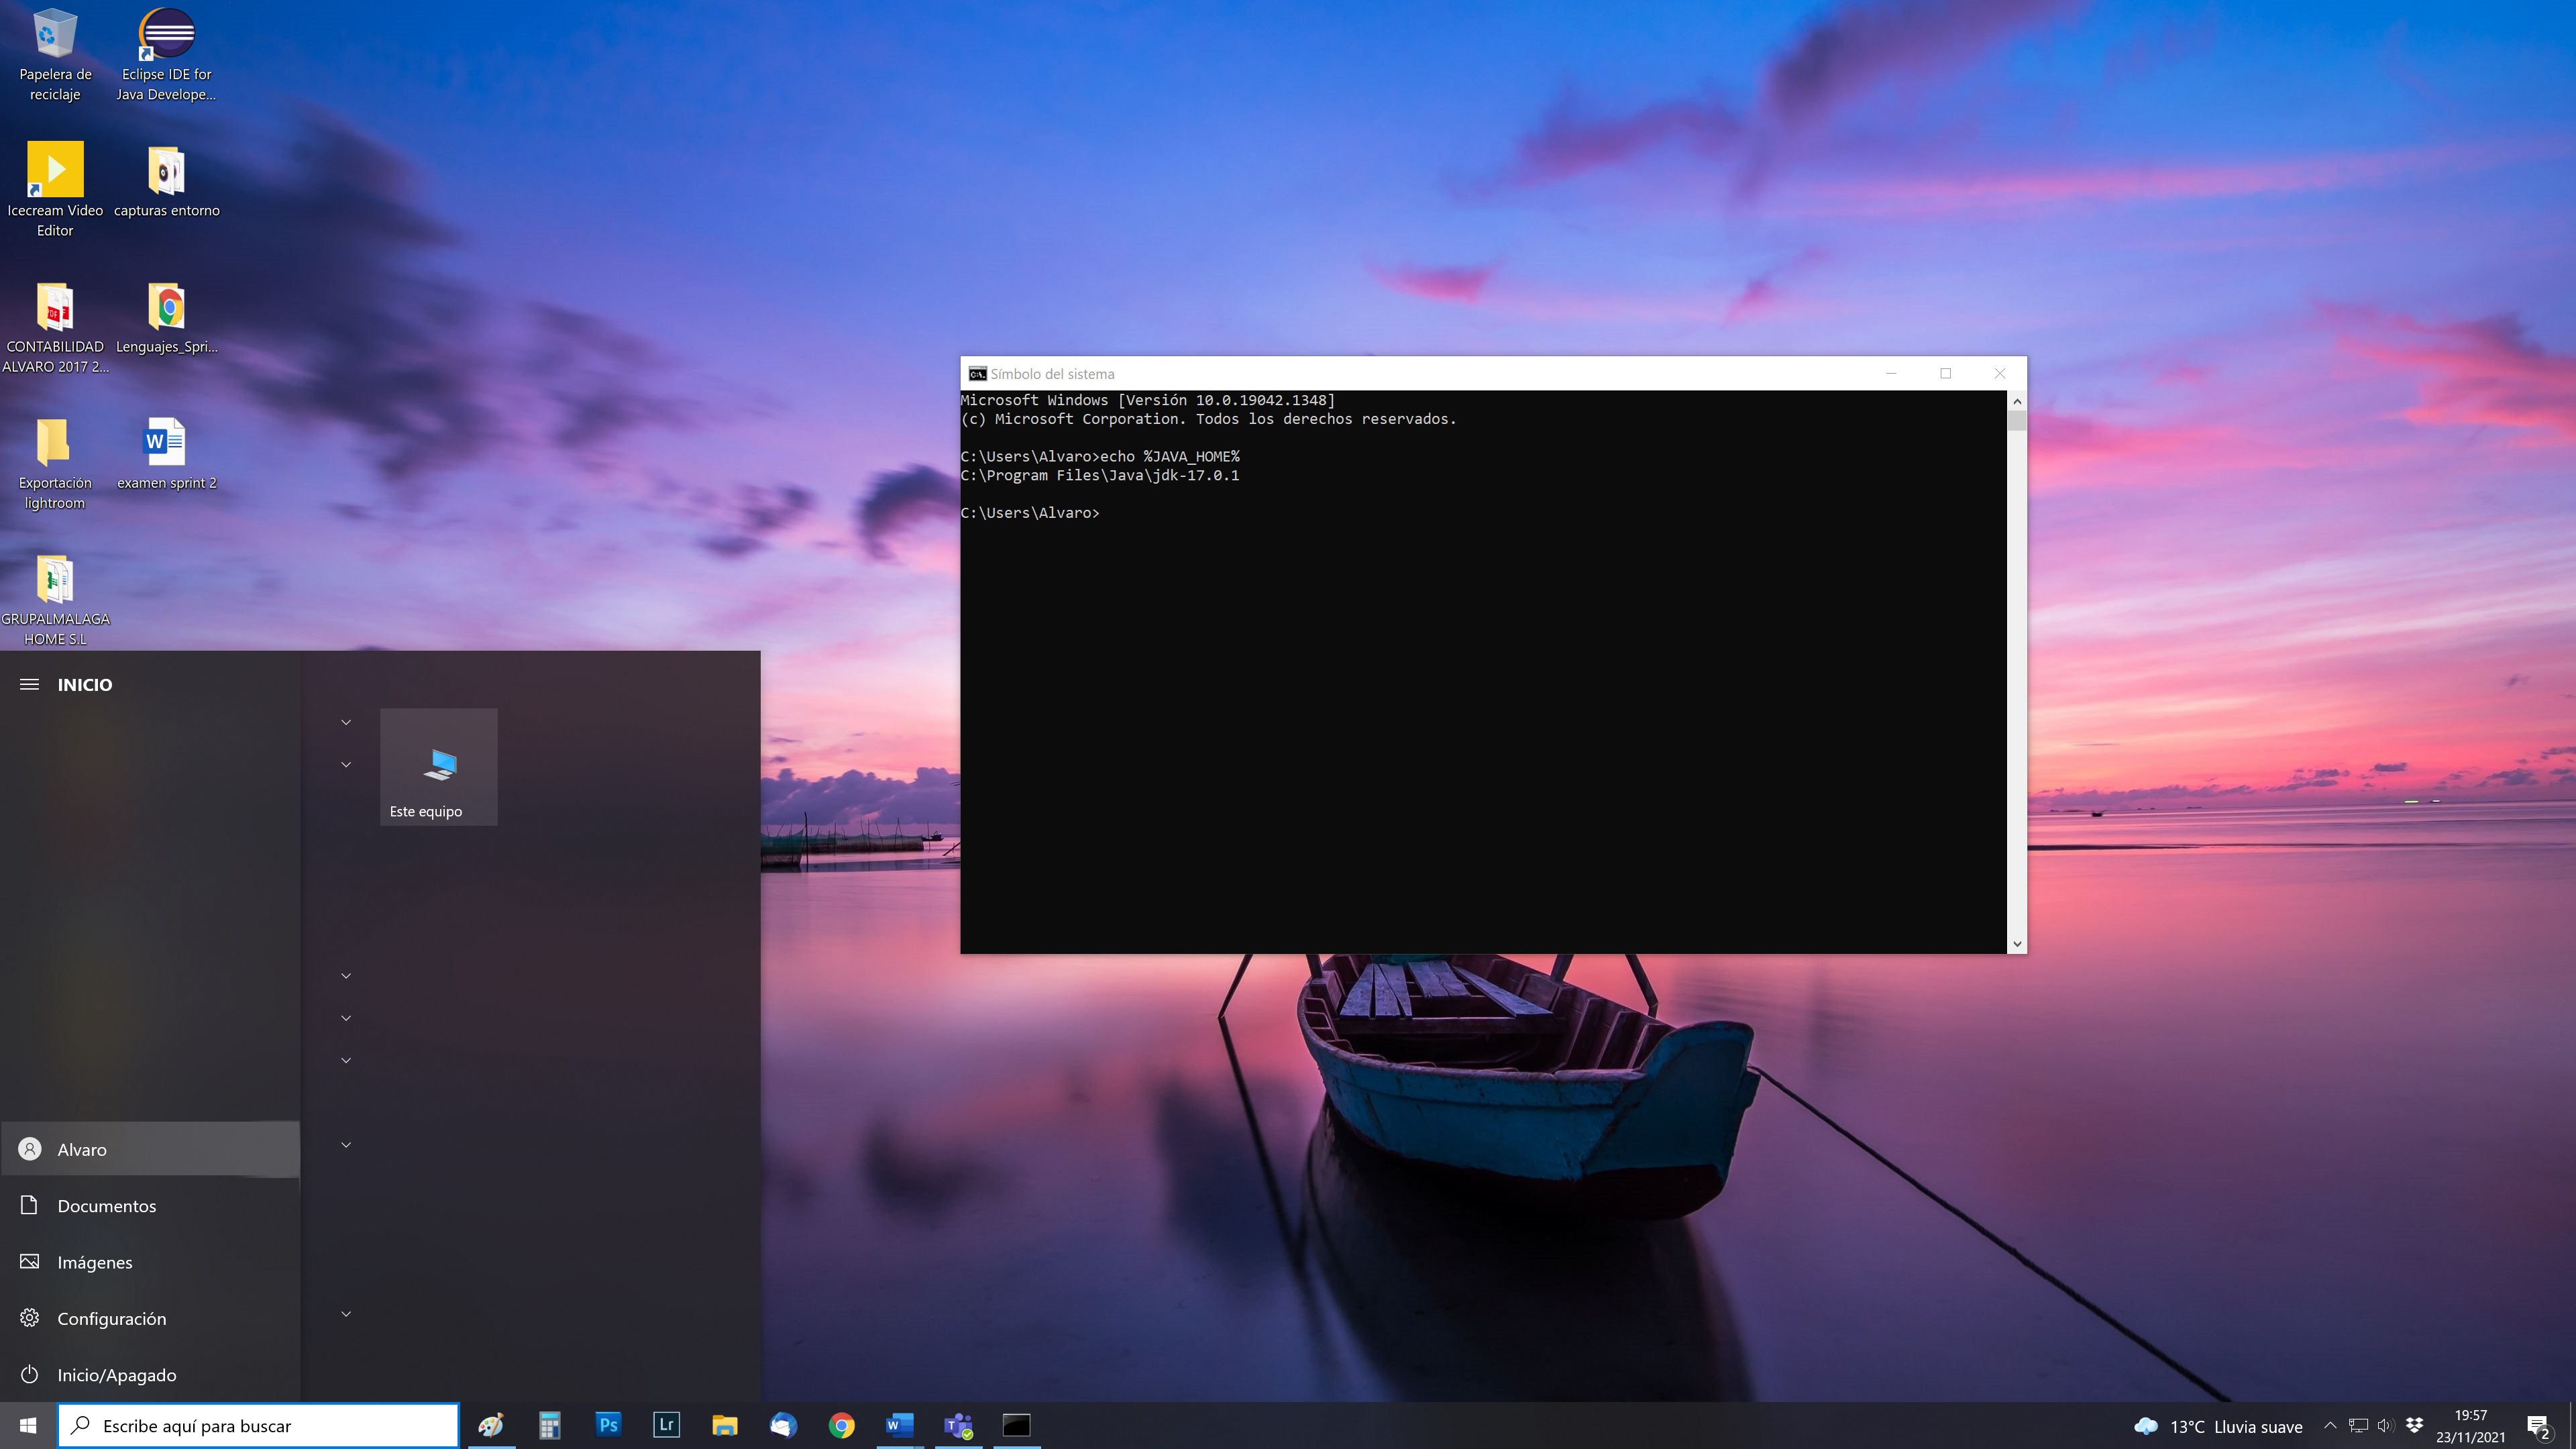 Papelera de
reciclaje
Eclipse IDE for
Java Develope...
Icecream Video
Editor
capturas entorno
CONTABILIDAD
ALVARO 2017 2...
Lenguajes_Spri...
Exportación
lightroom
examen sprint 2
GRUPALMALAGA
HOME S.L
Símbolo del sistema
Microsoft Windows [Versión 10.0.19042.1348]
(c) Microsoft Corporation. Todos los derechos reservados.
C:\Users\Alvaro>echo %JAVA_HOME%
C:\Program Files\Java\jdk-17.0.1
C:\Users\Alvaro>
INICIO
Este equipo
Alvaro
Documentos
Imágenes
Configuración
Inicio/Apagado
Escribe aquí para buscar
Ps
Lr
W
T
13°C Lluvia suave
19:57
23/11/2021
2